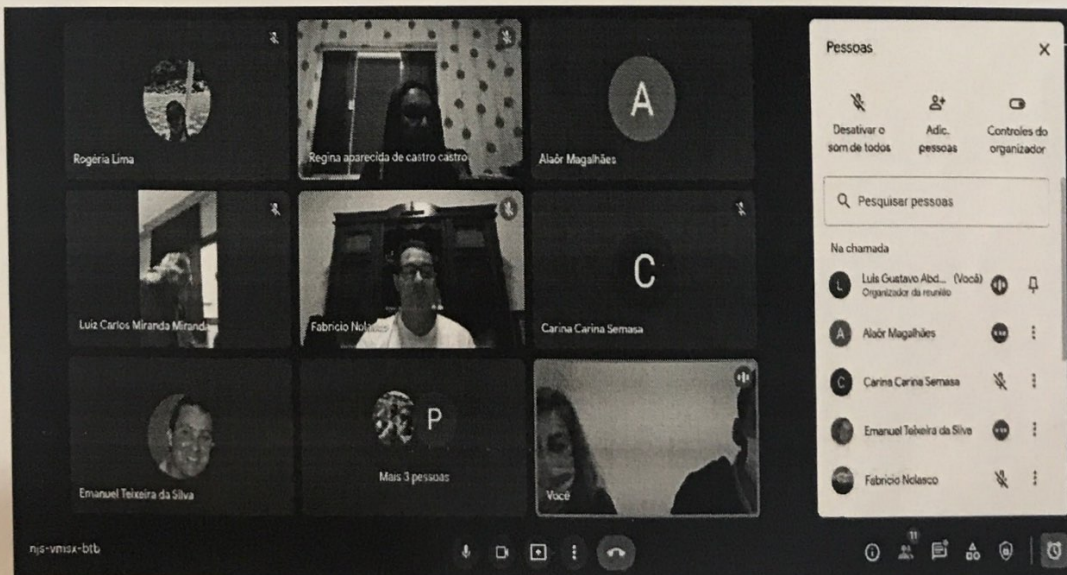 Rogéria Lima
Regina aparecida de castro castro
A
Alaôr Magalhães
Luiz Carlos Miranda Miranda
Fabricio Nolasco
C
Carina Carina Semasa
Emanuel Teixeira da Silva
P
Mais 3 pessoas
Você
njs-vmsx-btb
11
Pessoas
Desativar o
som de todos
Adic.
pessoas
Controles do
organizador
Pesquisar pessoas
Na chamada
L
Luis Gustavo Abd... (Você)
Organizador da reunião
A
Alaôr Magalhães
C
Carina Carina Semasa
Emanuel Teixeira da Silva
Fabricio Nolasco